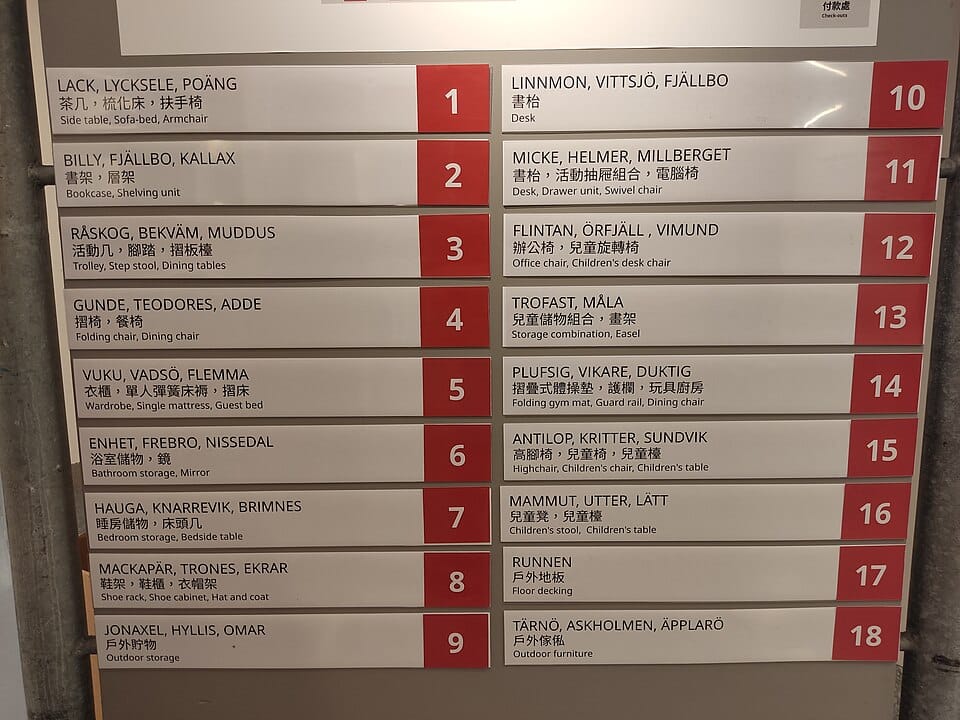 付款處
Check-outs
LACK, LYCKSELE, POÄNG
茶几，梳化床，扶手椅
Side table, Sofa-bed, Armchair
1
BILLY, FJÄLLBO, KALLAX
書架，層架
Bookcase, Shelving unit
2
RÅSKOG, BEKVÄM, MUDDUS
活動几，腳踏，摺板檯
Trolley, Step stool, Dining tables
3
GUNDE, TEODORES, ADDE
摺椅，餐椅
Folding chair, Dining chair
4
VUKU, VADSÖ, FLEMMA
衣櫃，單人彈簧床褥，摺床
Wardrobe, Single mattress, Guest bed
5
ENHET, FREBRO, NISSEDAL
浴室儲物，鏡
Bathroom storage, Mirror
6
HAUGA, KNARREVIK, BRIMNES
睡房儲物，床頭几
Bedroom storage, Bedside table
7
MACKAPÄR, TRONES, EKRAR
鞋架，鞋櫃，衣帽架
Shoe rack, Shoe cabinet, Hat and coat
8
JONAXEL, HYLLIS, OMAR
戶外貯物
Outdoor storage
9
LINNMON, VITTSJÖ, FJÄLLBO
書枱
Desk
10
MICKE, HELMER, MILLBERGET
書枱，活動抽屜組合，電腦椅
Desk, Drawer unit, Swivel chair
11
FLINTAN, ÖRFJÄLL , VIMUND
辦公椅，兒童旋轉椅
Office chair, Children's desk chair
12
TROFAST, MÅLA
兒童儲物組合，畫架
Storage combination, Easel
13
PLUFSIG, VIKARE, DUKTIG
摺疊式體操墊，護欄，玩具廚房
Folding gym mat, Guard rail, Dining chair
14
ANTILOP, KRITTER, SUNDVIK
高腳椅，兒童椅，兒童檯
Highchair, Children's chair, Children's table
15
MAMMUT, UTTER, LÄTT
兒童凳，兒童檯
Children's stool, Children's table
16
RUNNEN
戶外地板
Floor decking
17
TÄRNÖ, ASKHOLMEN, ÄPPLARÖ
戶外傢俬
Outdoor furniture
18